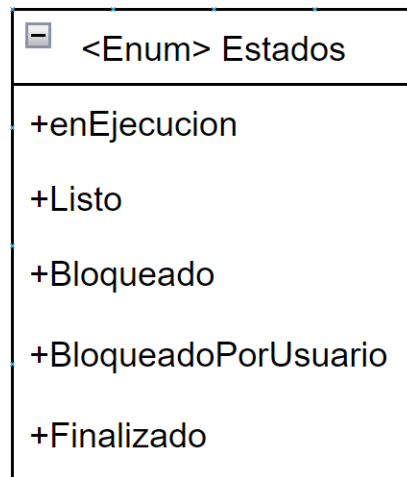 <Enum> Estados
+enEjecucion
+Listo
+Bloqueado
+BloqueadoPorUsuario
+Finalizado